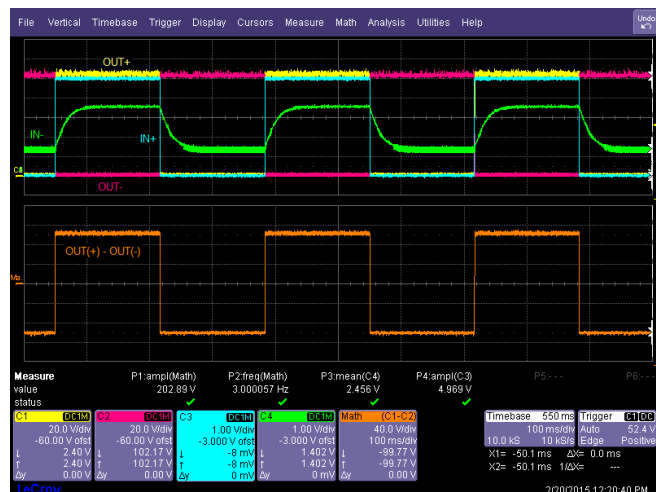 File Vertical Timebase Trigger Display Cursors Measure Math Analysis Utilities Help Undo
OUT+
IN-
IN+
OUT-
OUT(+) - OUT(-)
Measure P1:ampl(Math) P2:freq(Math) P3:mean(C4) P4:ampl(C3) P5:- - - P6:- - -
value 202.89 V 3.000057 Hz 2.456 V 4.969 V
status
C1 DC1M C2 DC1M C3 DC1M C4 DC1M Math (C1-C2) Timebase 550 ms Trigger C1 DC
20.0 V/div 20.0 V/div 1.00 V/div 1.00 V/div 40.0 V/div 100 ms/div Auto 52.4 V
-60.00 V ofst -60.00 V ofst -3.000 V ofst -3.000 V ofst 100 ms/div 10.0 kS 10 kS/s Edge Positive
↓ 2.40 V ↓ 102.17 V ↓ -8 mV ↓ 1.402 V ↓ -99.77 V X1= -50.1 ms ΔX= 0.0 ms
↑ 2.40 V ↑ 102.17 V ↑ -8 mV ↑ 1.402 V ↑ -99.77 V X2= -50.1 ms 1/ΔX= ---
Δy 0.00 V Δy 0.00 V Δy 0 mV Δy 0 mV Δy 0.00 V
LeCroy 2/20/2015 12:20:40 PM